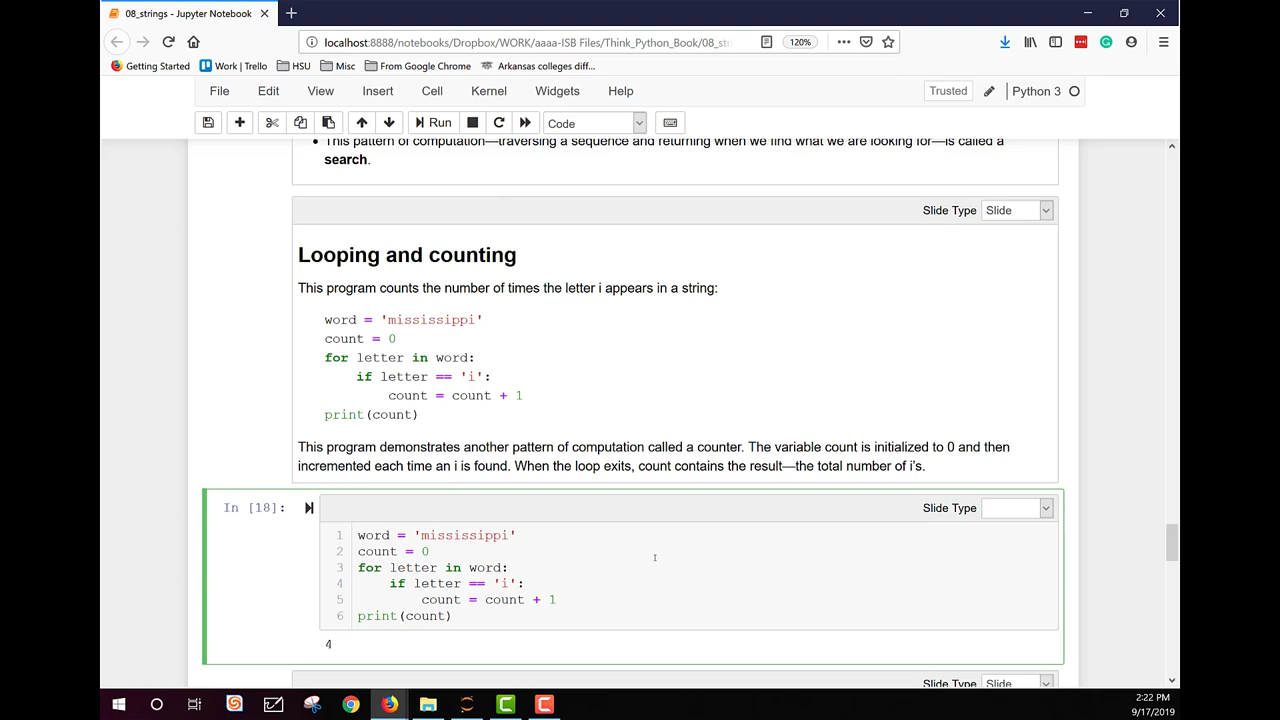 08_strings - Jupyter Notebook
localhost:8888/notebooks/Dropbox/WORK/aaaa-ISB Files/Think_Python_Book/08_str
120%
Getting Started
Work | Trello
HSU
Misc
From Google Chrome
Arkansas colleges diff...
File Edit View Insert Cell Kernel Widgets Help
Trusted
Python 3
Run
Code
This pattern of computation—traversing a sequence and returning when we find what we are looking for—is called a
search.
Slide Type Slide
Looping and counting
This program counts the number of times the letter i appears in a string:
word = 'mississippi'
count = 0
for letter in word:
    if letter == 'i':
        count = count + 1
print(count)
This program demonstrates another pattern of computation called a counter. The variable count is initialized to 0 and then
incremented each time an i is found. When the loop exits, count contains the result—the total number of i's.
In [18]:
Slide Type
1 word = 'mississippi'
2 count = 0
3 for letter in word:
4     if letter == 'i':
5         count = count + 1
6 print(count)
4
Slide Type Slide
2:22 PM
9/17/2019